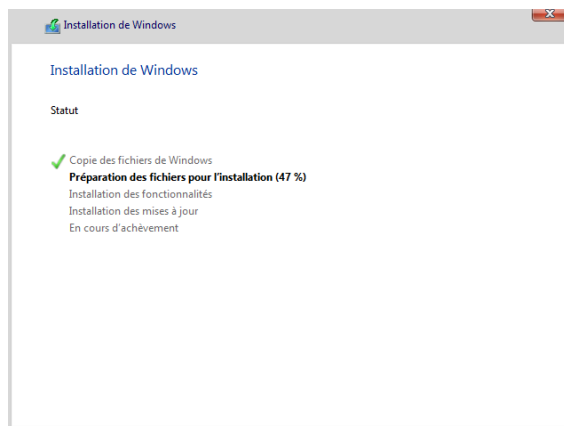 Installation de Windows
Installation de Windows
Statut
Copie des fichiers de Windows
Préparation des fichiers pour l'installation (47 %)
Installation des fonctionnalités
Installation des mises à jour
En cours d'achèvement